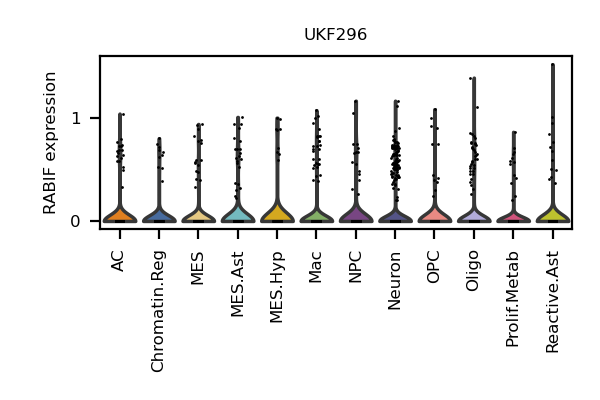 UKF296
RABIF expression
1
0
AC
Chromatin.Reg
MES
MES.Ast
MES.Hyp
Mac
NPC
Neuron
OPC
Oligo
Prolif.Metab
Reactive.Ast